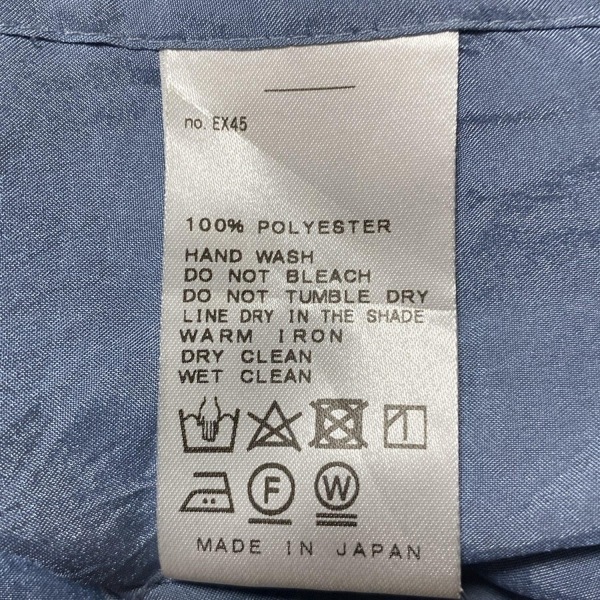 no. EX45
100% POLYESTER
HAND WASH
DO NOT BLEACH
DO NOT TUMBLE DRY
LINE DRY IN THE SHADE
WARM IRON
DRY CLEAN
WET CLEAN
F W
MADE IN JAPAN